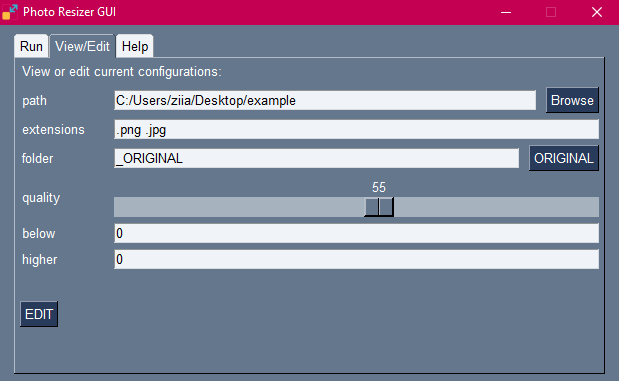 Photo Resizer GUI
Run View/Edit Help
View or edit current configurations:
path C:/Users/ziia/Desktop/example Browse
extensions .png .jpg
folder _ORIGINAL ORIGINAL
55
quality
below 0
higher 0
EDIT